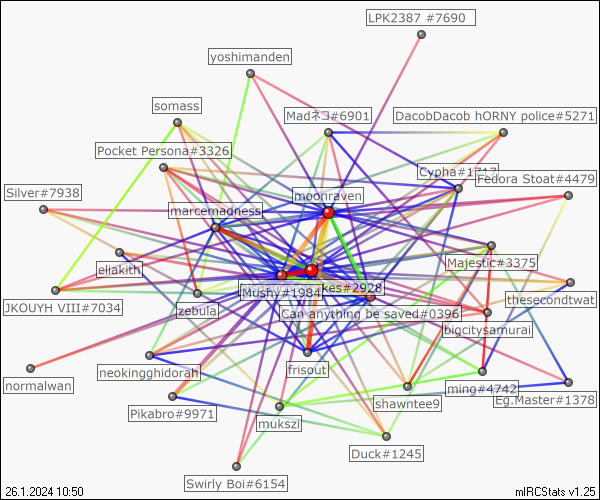 LPK2387 #7690
yoshimanden
somass
Madネコ#6901
DacobDacob hORNY police#5271
Pocket Persona#3326
Cypha#1717
Fedora Stoat#4479
Silver#7938
moonraven
marcemadness
eliakith
Majestic#3375
Mushy#1984
kes#2928
JKOUYH VIII#7034
zebula
Can anything be saved#0396
thesecondtwat
bigcitysamurai
normalwan
neokingghidorah
frisout
ming#4742
Eg.Master#1378
Pikabro#9971
shawntee9
mukszi
Duck#1245
Swirly Boi#6154
26.1.2024 10:50
mIRCStats v1.25